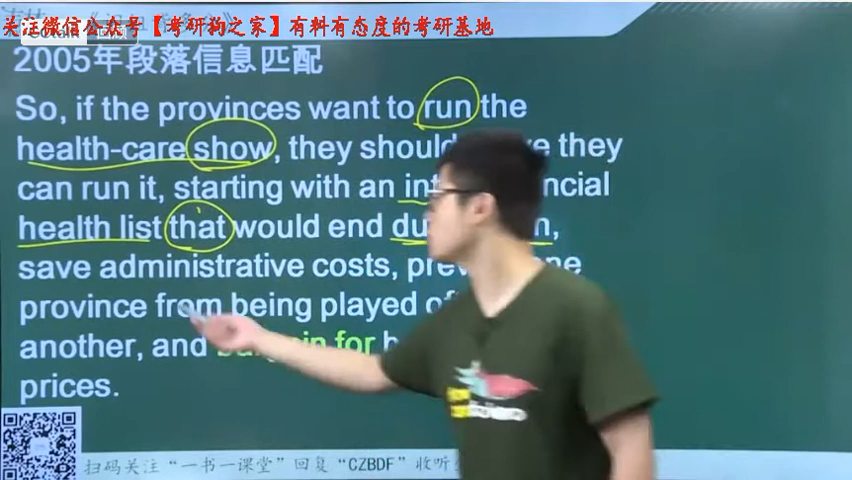 关注微信公众号【考研狗之家】有料有态度的考研基地
2005年段落信息匹配
So, if the provinces want to run the
health-care show, they should they
can run it, starting with an
health list that would end
save administrative costs,
province from being played
another, and bargain for
prices.
扫码关注“一书一课堂”回复“CZBDF”收听